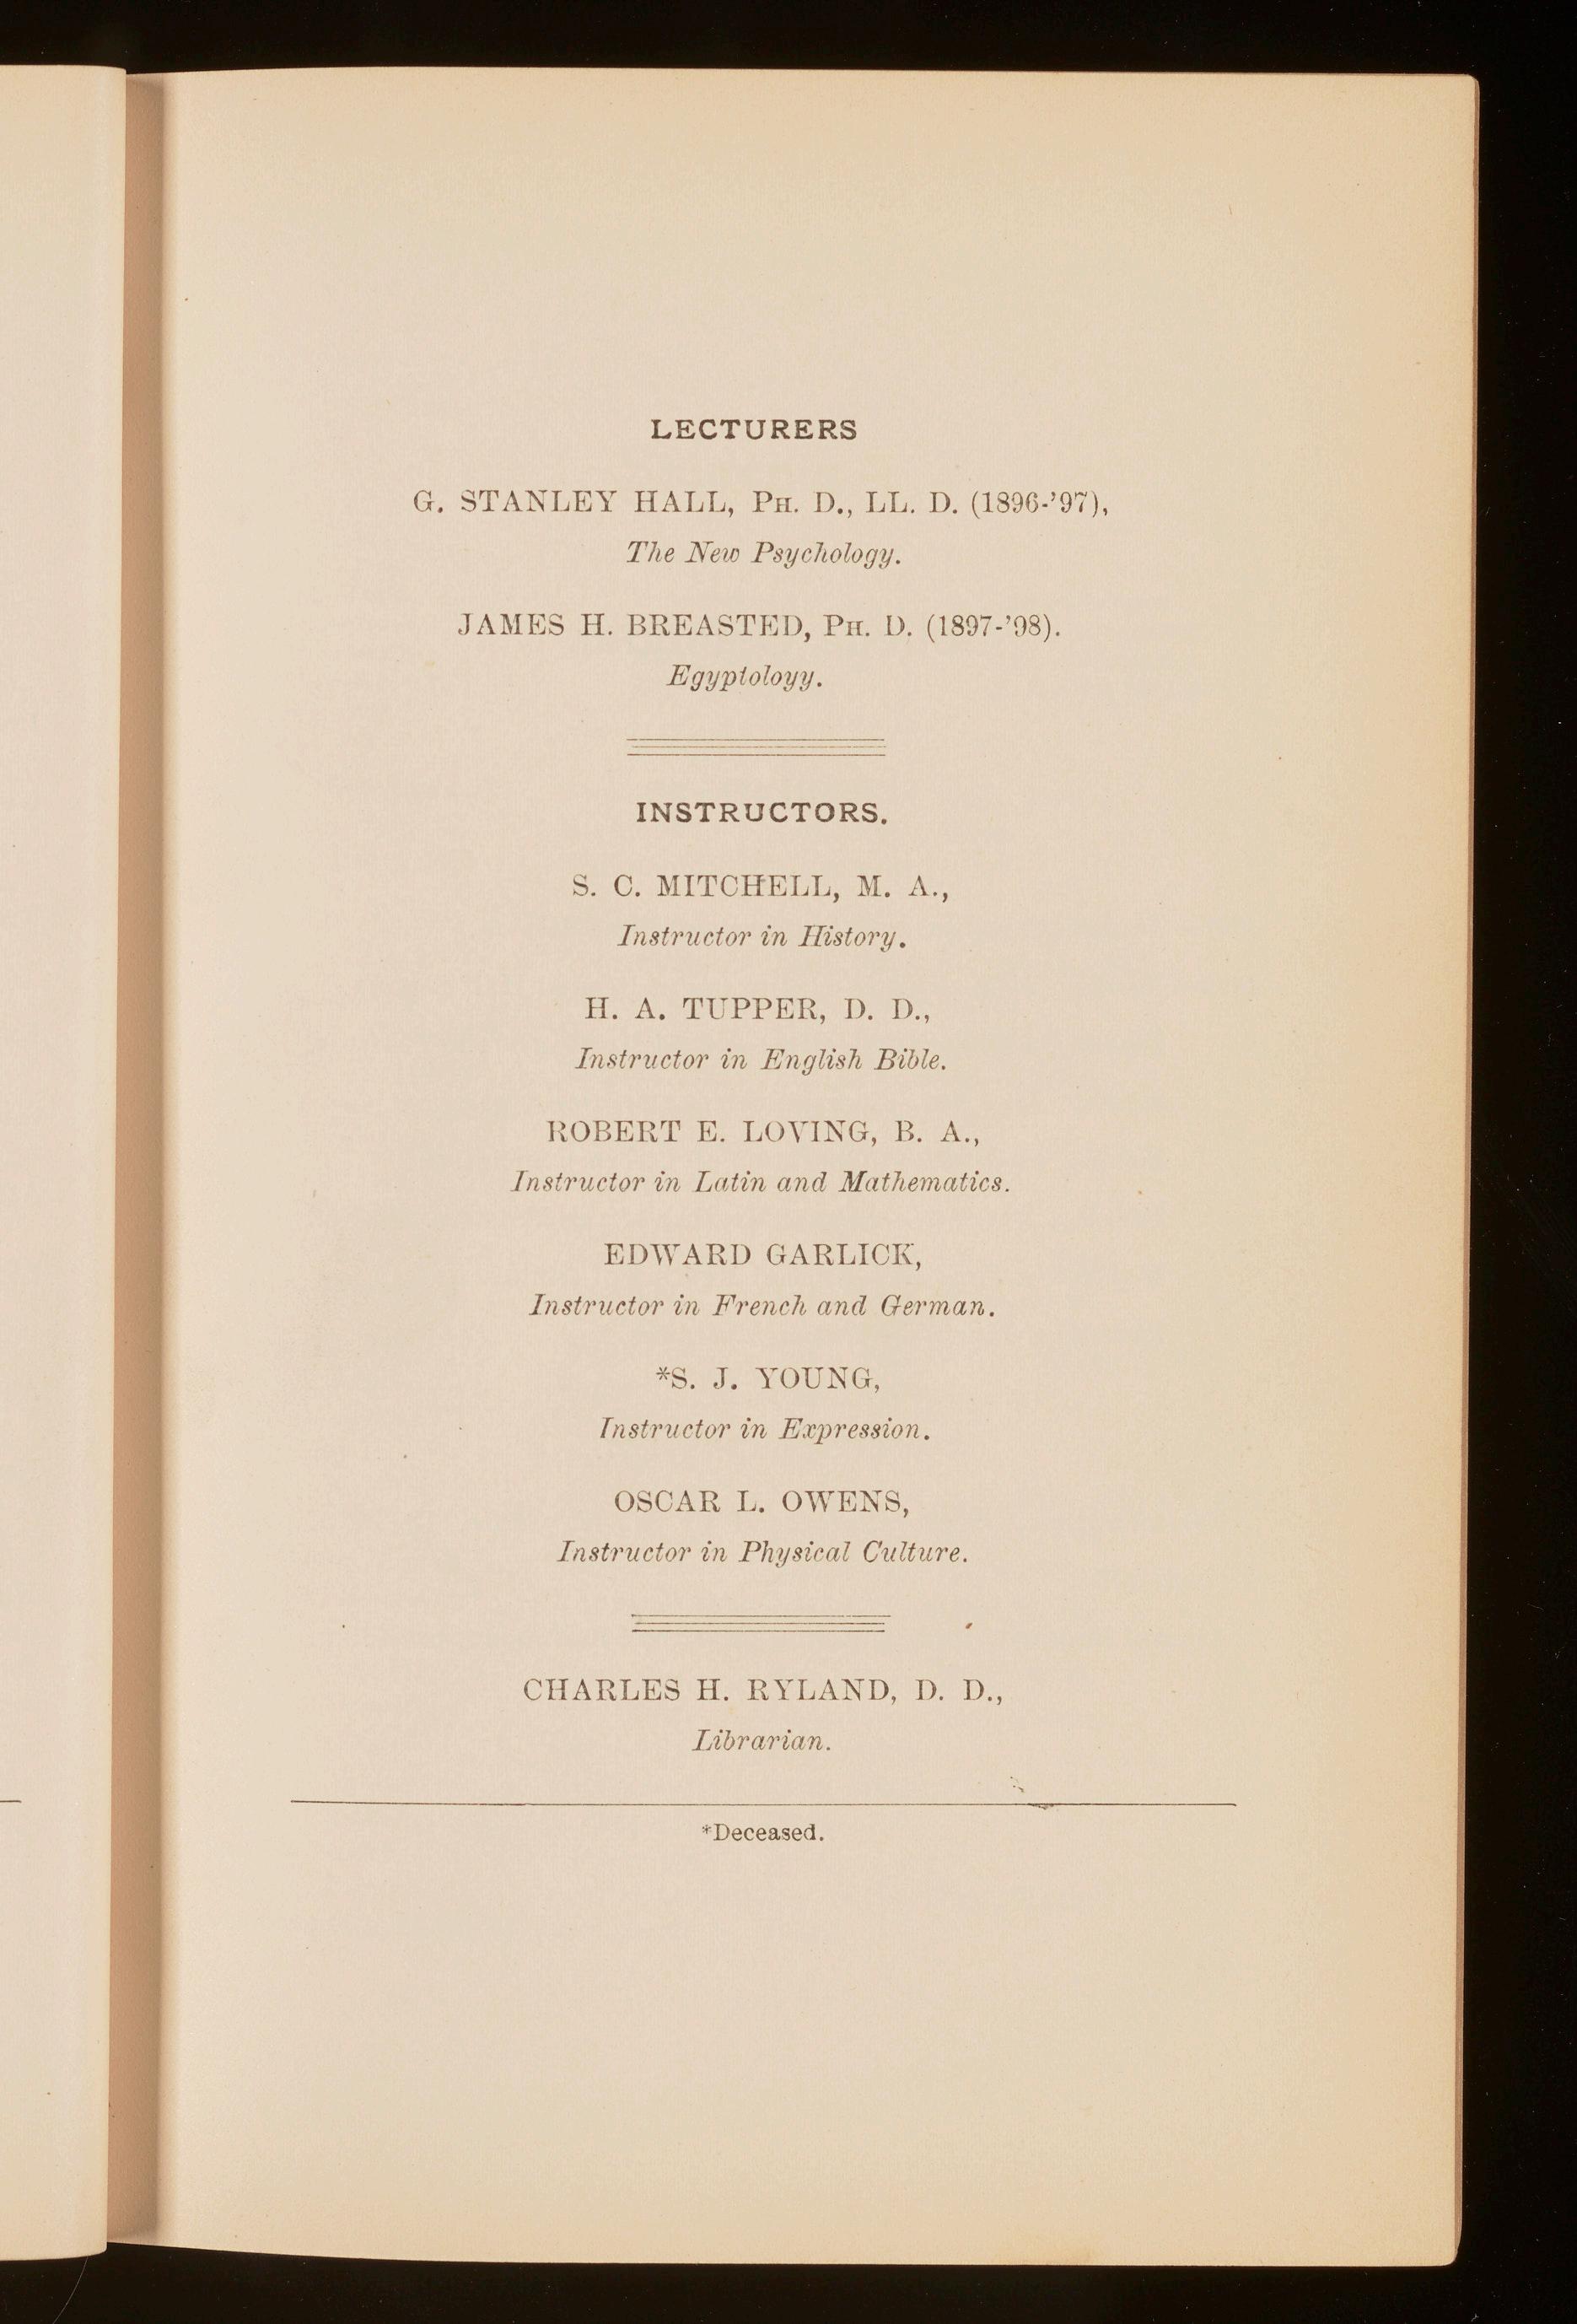 LECTURERS
G. STANLEY HALL, PH. D., LL. D. (1896-'97),
The New Psychology.
JAMES H. BREASTED, PH. D. (1897-'98).
Egyptoloyy.
INSTRUCTORS.
S. C. MITCHELL, M. A.,
Instructor in History.
H. A. TUPPER, D. D.,
Instructor in English Bible.
ROBERT E. LOVING, B. A.,
Instructor in Latin and Mathematics.
EDWARD GARLICK,
Instructor in French and German.
*S. J. YOUNG,
Instructor in Expression.
OSCAR L. OWENS,
Instructor in Physical Culture.
CHARLES H. RYLAND, D. D.,
Librarian.
*Deceased.